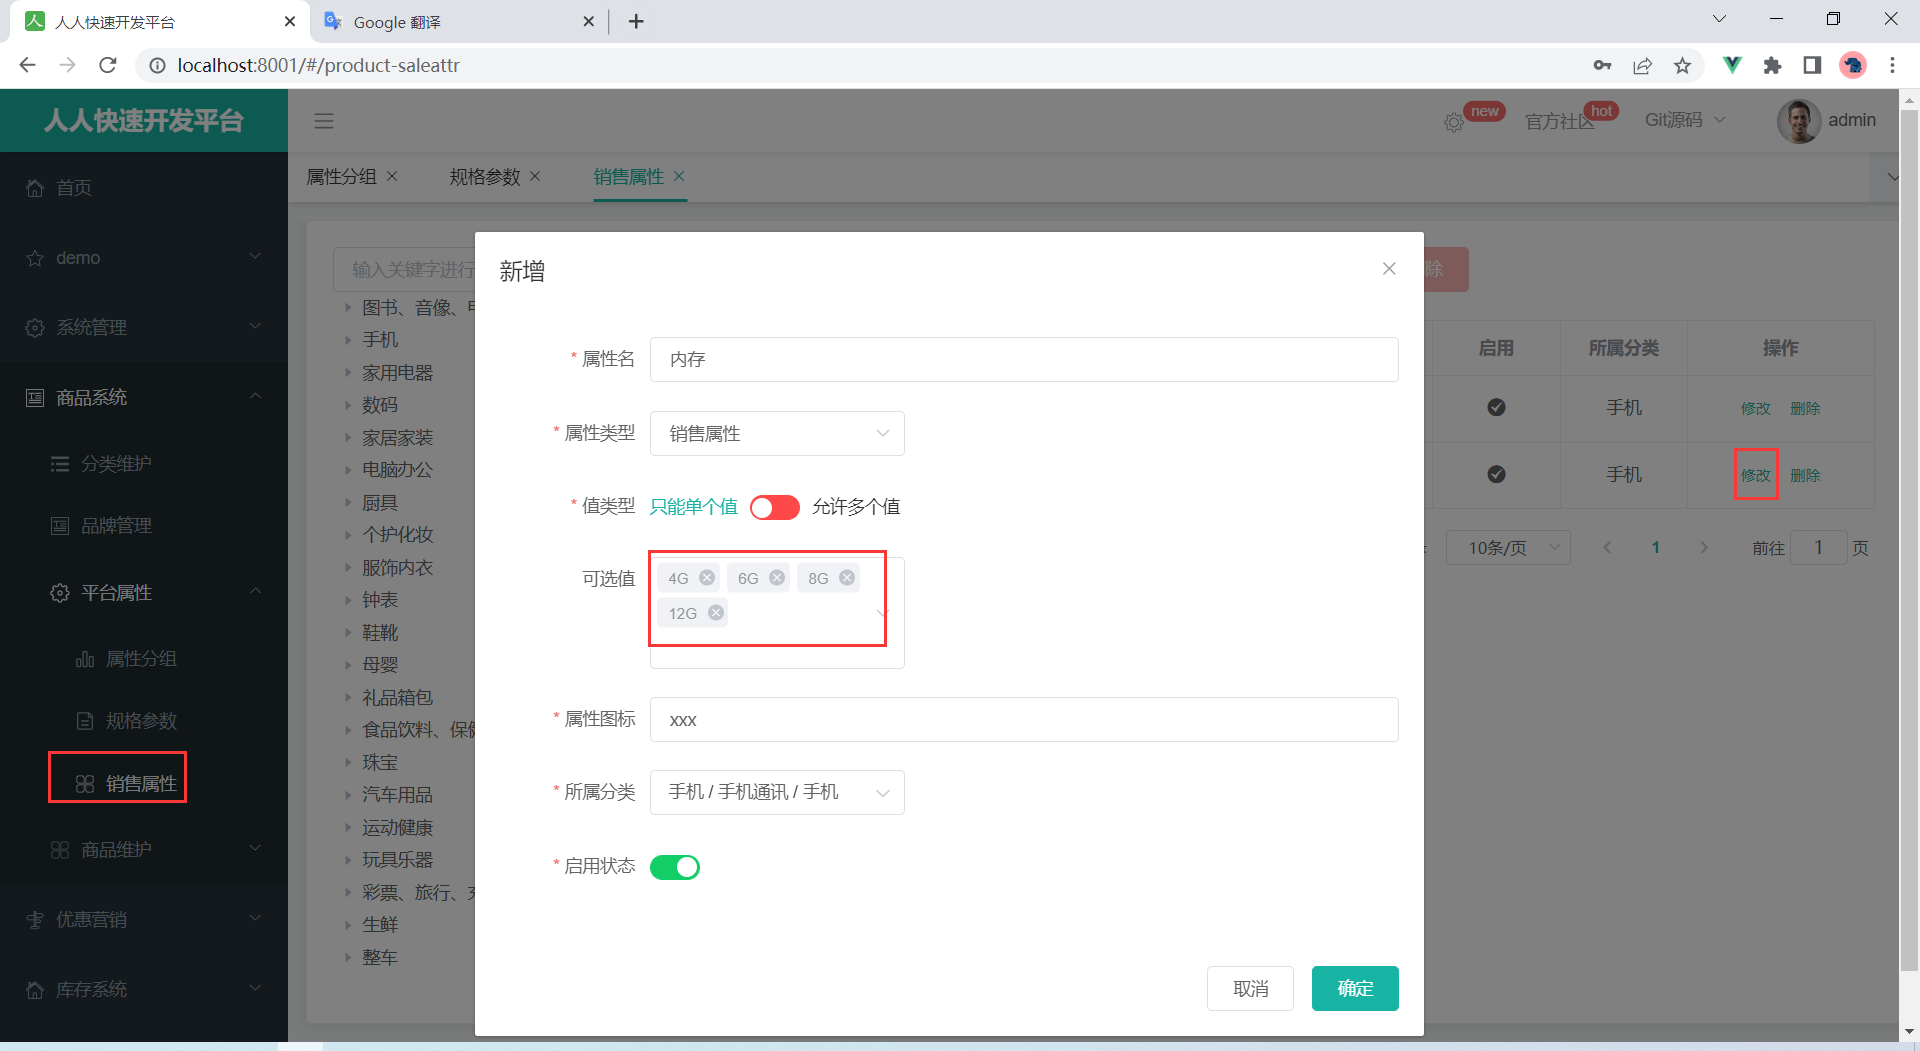 人人快速开发平台
Google 翻译
localhost:8001/#/product-saleattr
人人快速开发平台
new
官方社区
hot
Git源码
admin
首页
demo
系统管理
商品系统
分类维护
品牌管理
平台属性
属性分组
规格参数
销售属性
商品维护
优惠营销
库存系统
属性分组
规格参数
销售属性
输入关键字进行
图书、音像、
手机
家用电器
数码
家居家装
电脑办公
厨具
个护化妆
服饰内衣
钟表
鞋靴
母婴
礼品箱包
食品饮料、保健
珠宝
汽车用品
运动健康
玩具乐器
彩票、旅行、
生鲜
整车
新增
* 属性名
内存
* 属性类型
销售属性
* 值类型
只能单个值
允许多个值
可选值
4G
6G
8G
12G
* 属性图标
xxx
* 所属分类
手机 / 手机通讯 / 手机
* 启用状态
取消
确定
除
启用
所属分类
操作
手机
修改
删除
手机
修改
删除
10条/页
1
前往
1
页